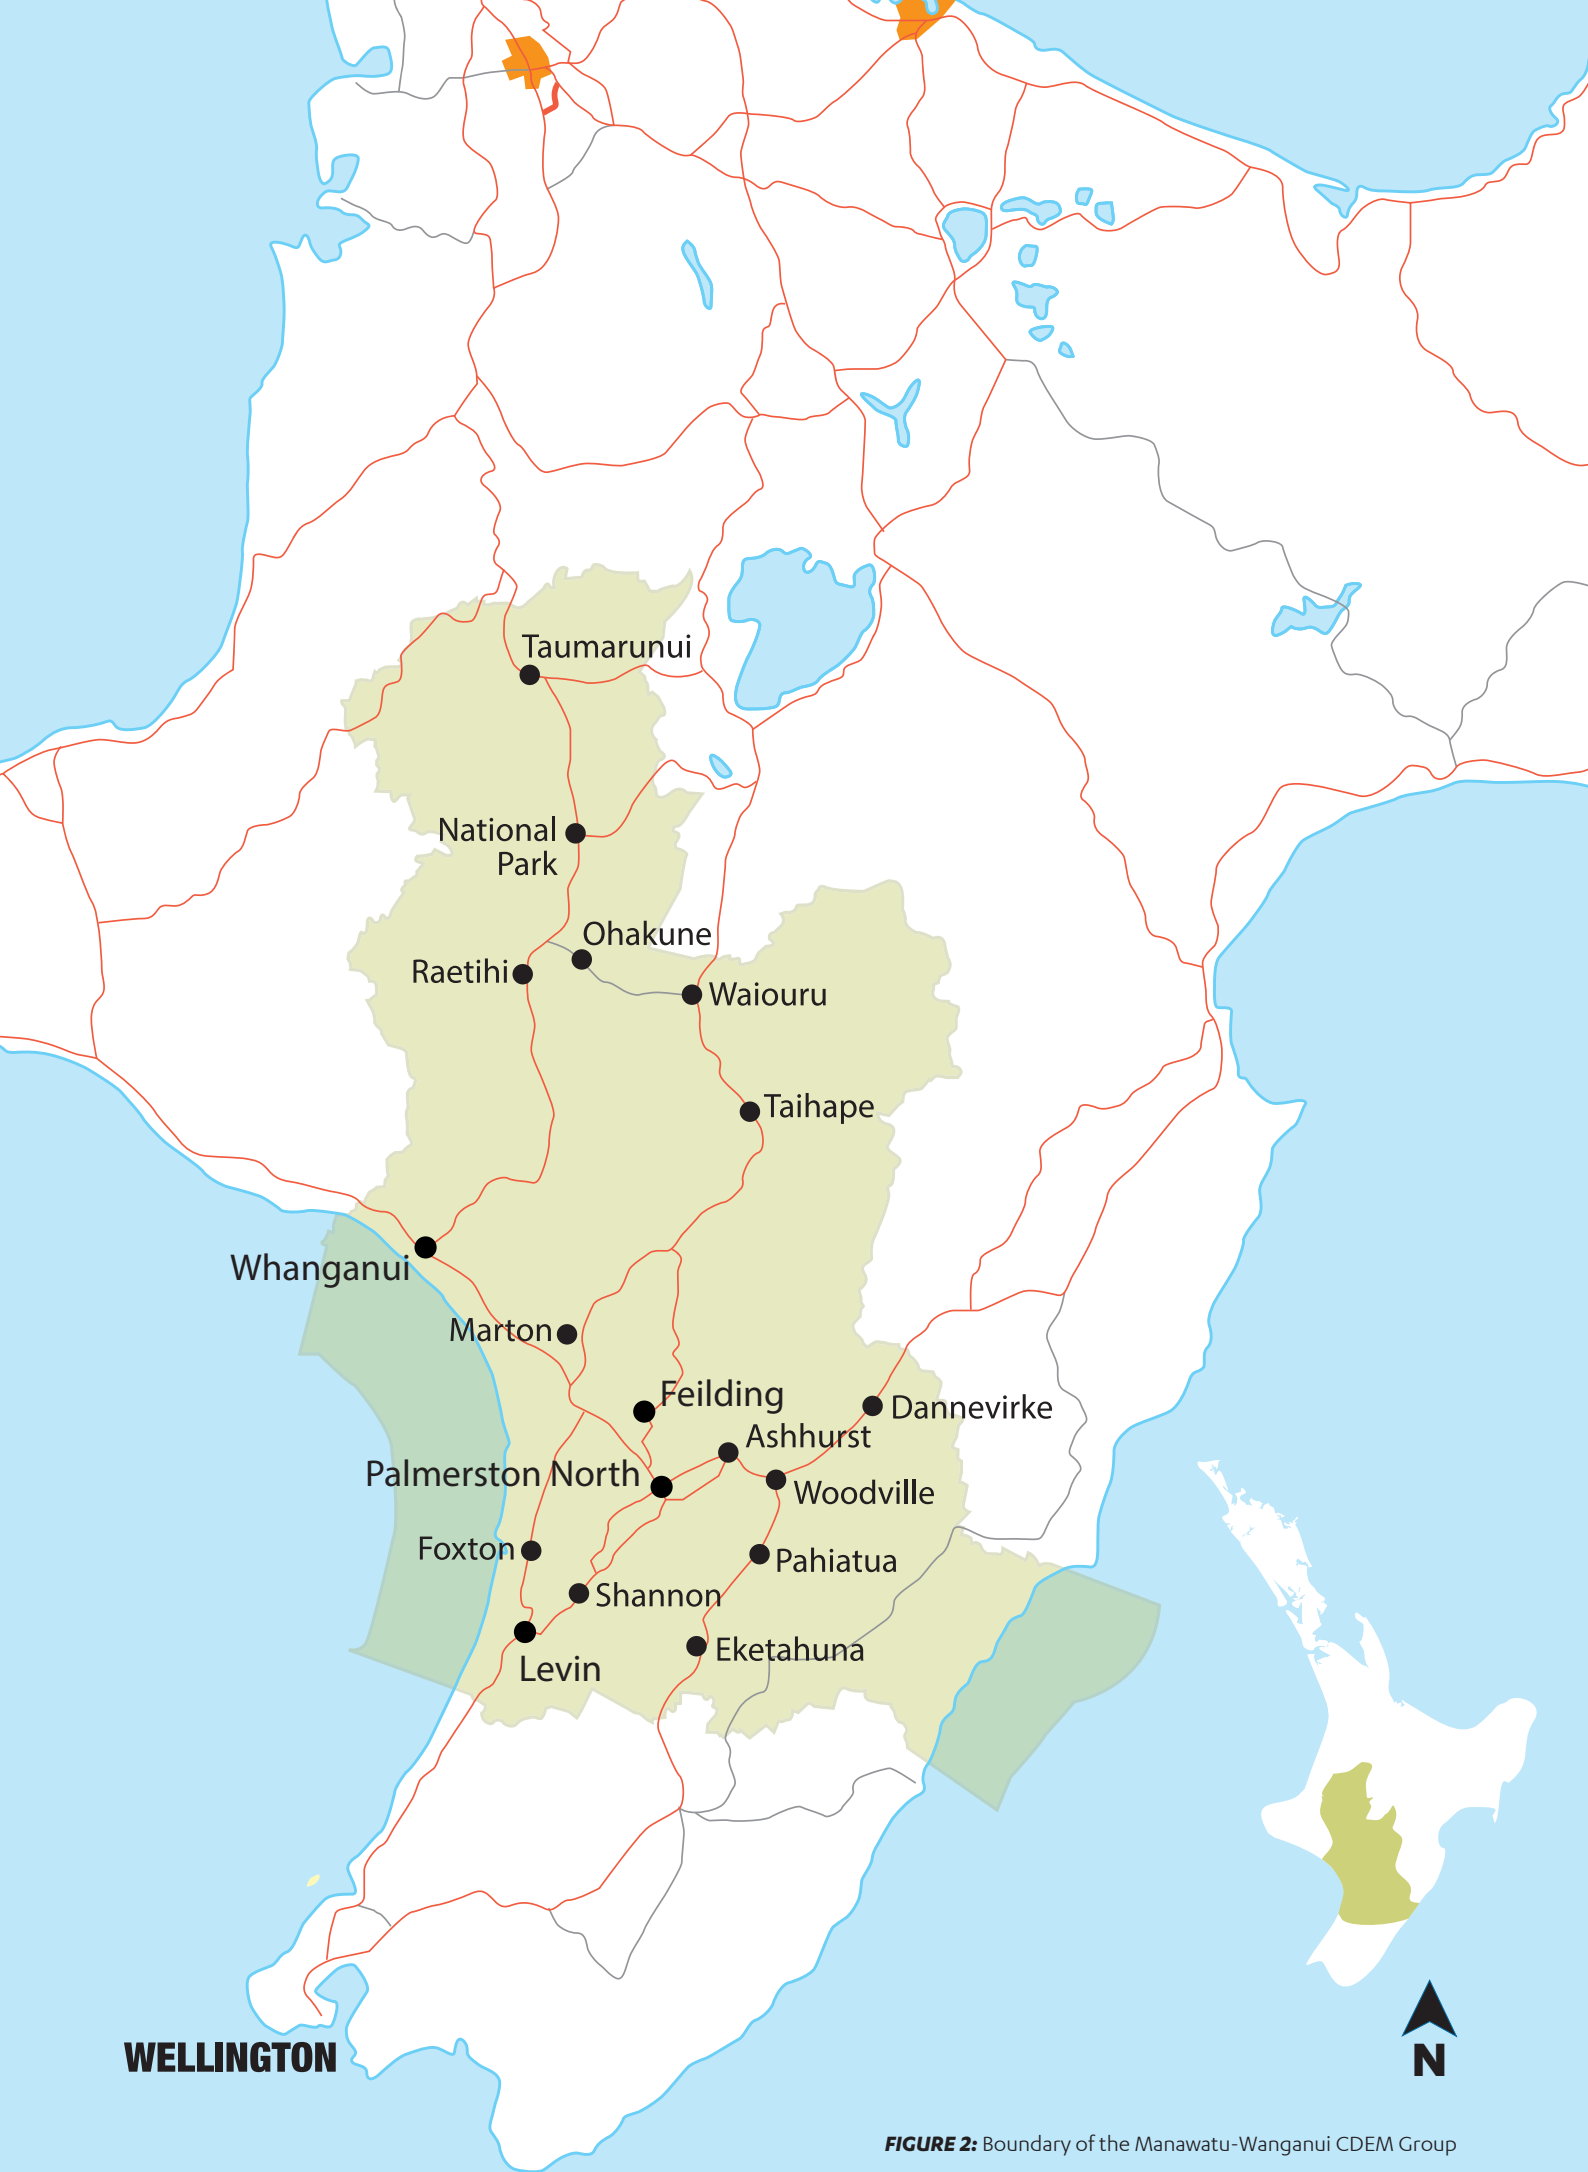 Taumarunui
National
Park
Ohakune
Raetihi
Waiouru
Taihape
Whanganui
Marton
Feilding
Dannevirke
Ashhurst
Palmerston North
Woodville
Foxton
Pahiatua
Shannon
Eketahuna
Levin
WELLINGTON
N
FIGURE 2: Boundary of the Manawatu-Wanganui CDEM Group